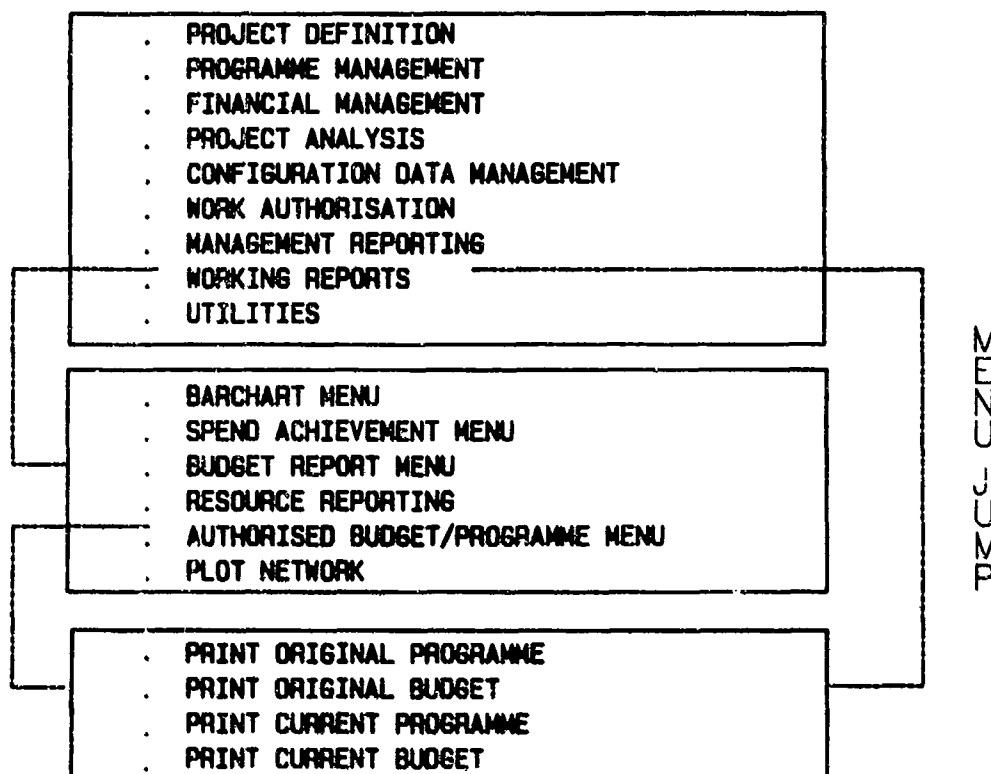 . PROJECT DEFINITION
. PROGRAMME MANAGEMENT
. FINANCIAL MANAGEMENT
. PROJECT ANALYSIS
. CONFIGURATION DATA MANAGEMENT
. WORK AUTHORISATION
. MANAGEMENT REPORTING
. WORKING REPORTS
. UTILITIES
. BARCHART MENU
. SPEND ACHIEVEMENT MENU
. BUDGET REPORT MENU
. RESOURCE REPORTING
. AUTHORISED BUDGET/PROGRAMME MENU
. PLOT NETWORK
. PRINT ORIGINAL PROGRAMME
. PRINT ORIGINAL BUDGET
. PRINT CURRENT PROGRAMME
. PRINT CURRENT BUDGET
MENU JUMP